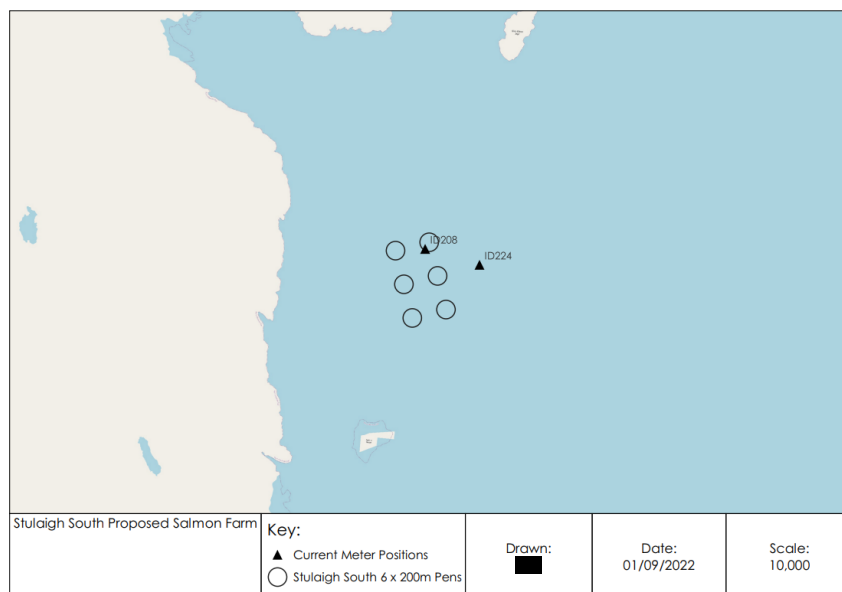 ID208
ID224
Stulaigh South Proposed Salmon Farm
Key:
Current Meter Positions
Stulaigh South 6 x 200m Pens
Drawn:
Date:
01/09/2022
Scale:
10,000